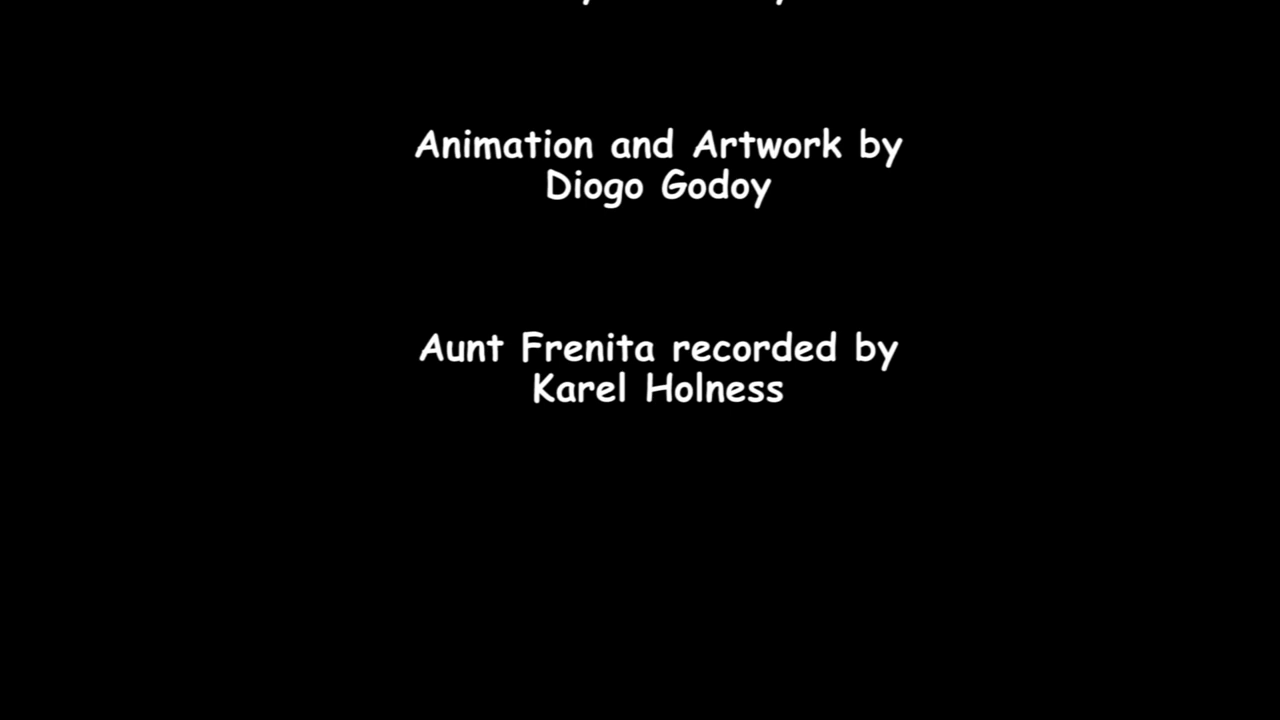 Animation and Artwork by
Diogo Godoy
Aunt Frenita recorded by
Karel Holness